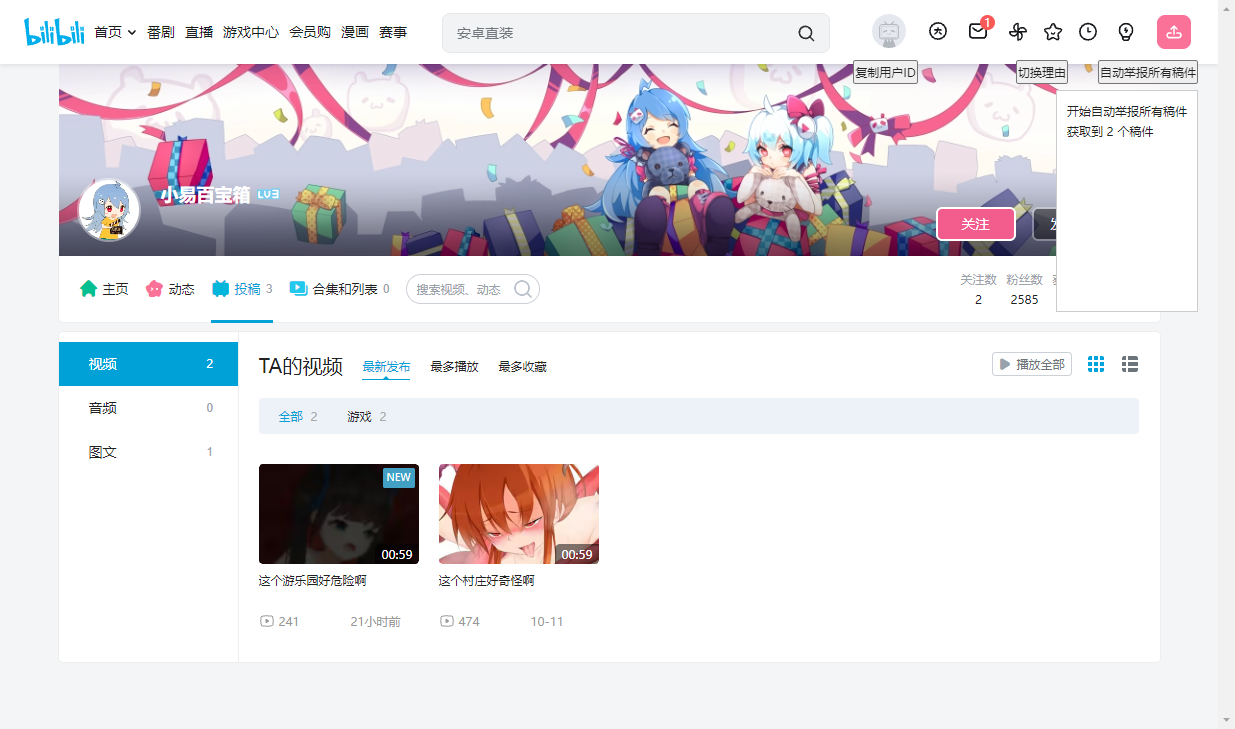 bilibili 首页 番剧 直播 游戏中心 会员购 漫画 赛事 安卓直装 1
复制用户ID 切换理由 自动举报所有稿件
开始自动举报所有稿件
获取到 2 个稿件
小易百宝箱 LV3
关注
主页 动态 投稿 3 合集和列表 0 搜索视频、动态
关注数 粉丝数
2 2585
视频 2
音频 0
图文 1
TA的视频 最新发布 最多播放 最多收藏 播放全部
全部 2 游戏 2
NEW
00:59 00:59
这个游乐园好危险啊 这个村庄好奇怪啊
241 21小时前 474 10-11